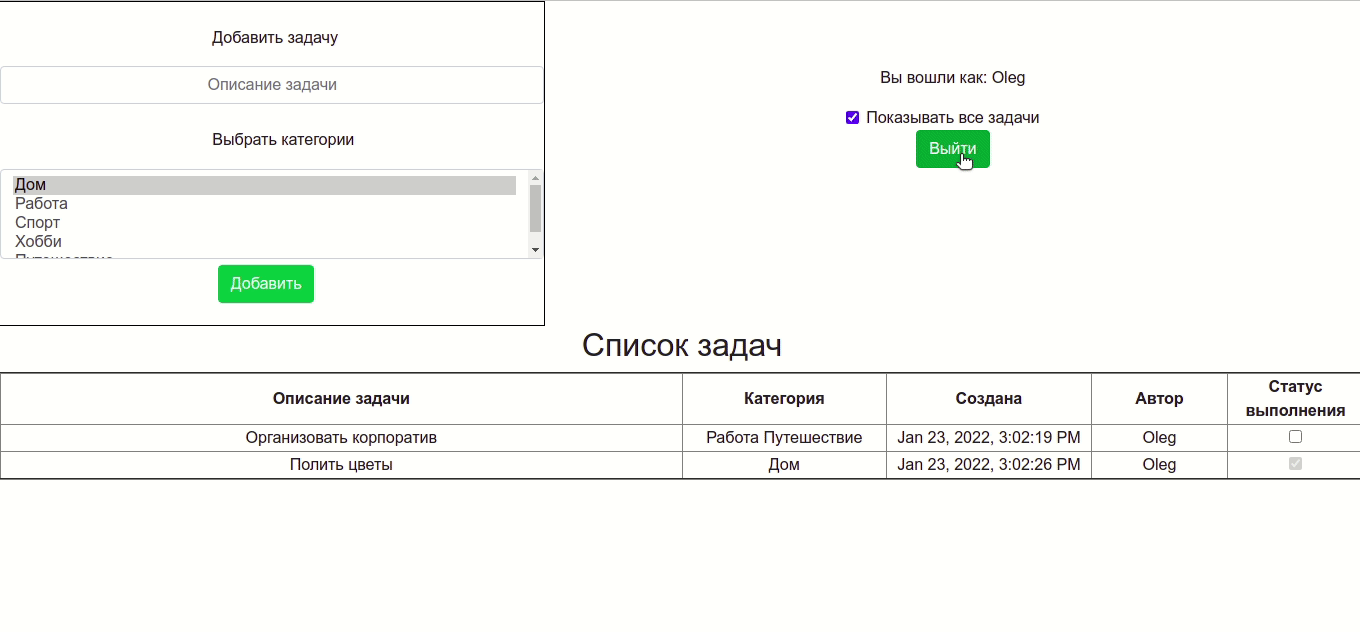 Добавить задачу
Описание задачи
Выбрать категории
Дом
Работа
Спорт
Хобби
Добавить
Вы вошли как: Oleg
Показывать все задачи
Выйти
Список задач
Описание задачи Категория Создана Автор Статус выполнения
Организовать корпоратив Работа Путешествие Jan 23, 2022, 3:02:19 PM Oleg
Полить цветы Дом Jan 23, 2022, 3:02:26 PM Oleg